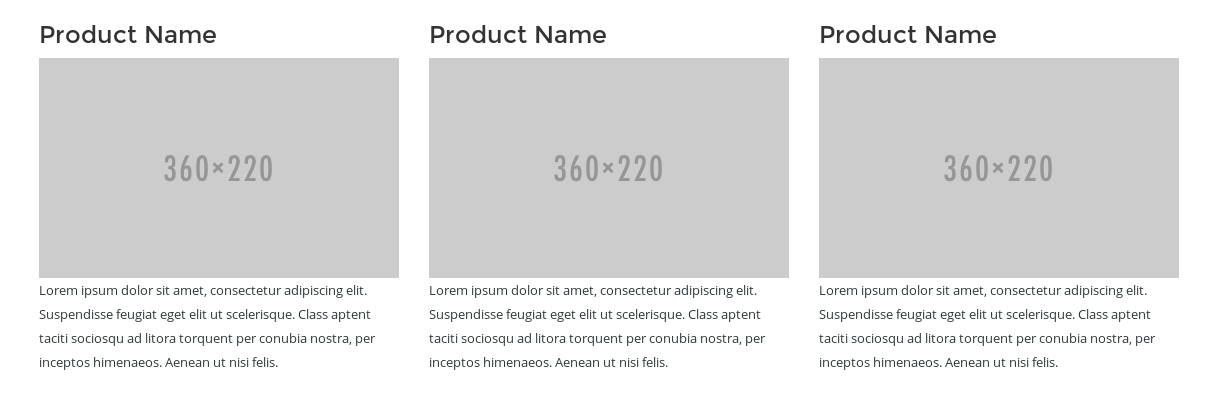 Product Name
360×220
Lorem ipsum dolor sit amet, consectetur adipiscing elit.
Suspendisse feugiat eget elit ut scelerisque. Class aptent
taciti sociosqu ad litora torquent per conubia nostra, per
inceptos himenaeos. Aenean ut nisi felis.
Product Name
360×220
Lorem ipsum dolor sit amet, consectetur adipiscing elit.
Suspendisse feugiat eget elit ut scelerisque. Class aptent
taciti sociosqu ad litora torquent per conubia nostra, per
inceptos himenaeos. Aenean ut nisi felis.
Product Name
360×220
Lorem ipsum dolor sit amet, consectetur adipiscing elit.
Suspendisse feugiat eget elit ut scelerisque. Class aptent
taciti sociosqu ad litora torquent per conubia nostra, per
inceptos himenaeos. Aenean ut nisi felis.